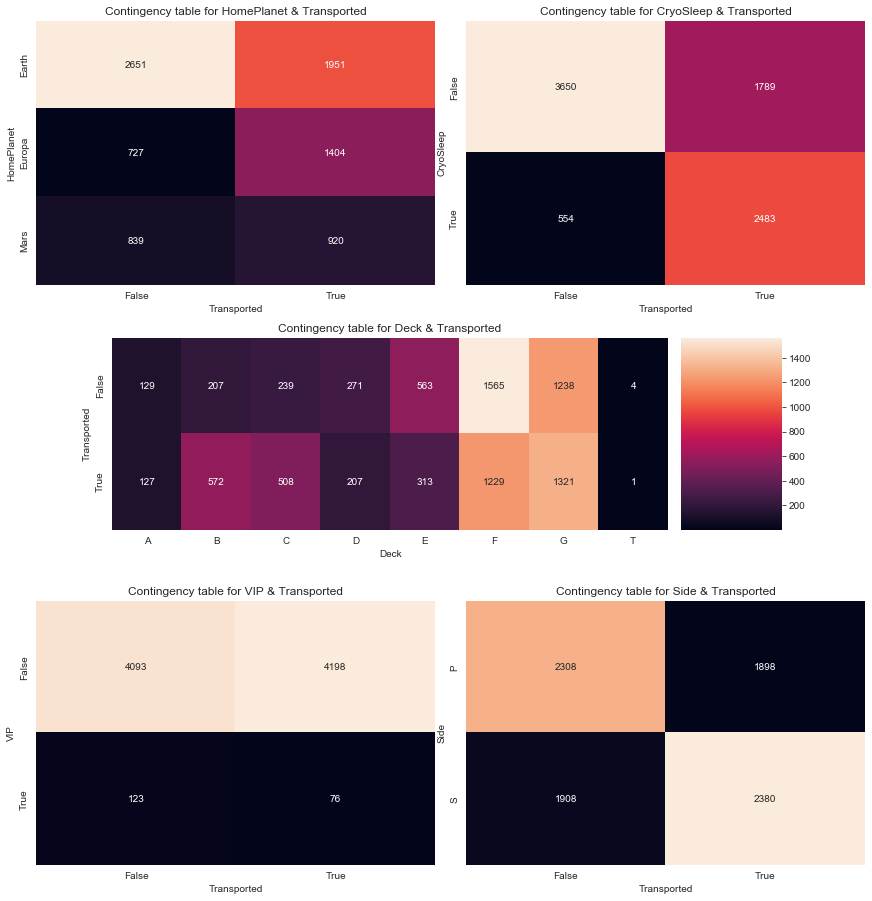 Contingency table for HomePlanet & Transported
HomePlanet
Earth
2651 1951
Europa
727 1404
Mars
839 920
False True
Transported
Contingency table for CryoSleep & Transported
CryoSleep
False
3650 1789
True
554 2483
False True
Transported
Contingency table for Deck & Transported
Transported
False
129 207 239 271 563 1565 1238 4
True
127 572 508 207 313 1229 1321 1
A B C D E F G T
Deck
1400
1200
1000
800
600
400
200
Contingency table for VIP & Transported
VIP
False
4093 4198
True
123 76
False True
Transported
Contingency table for Side & Transported
Side
P
2308 1898
S
1908 2380
False True
Transported